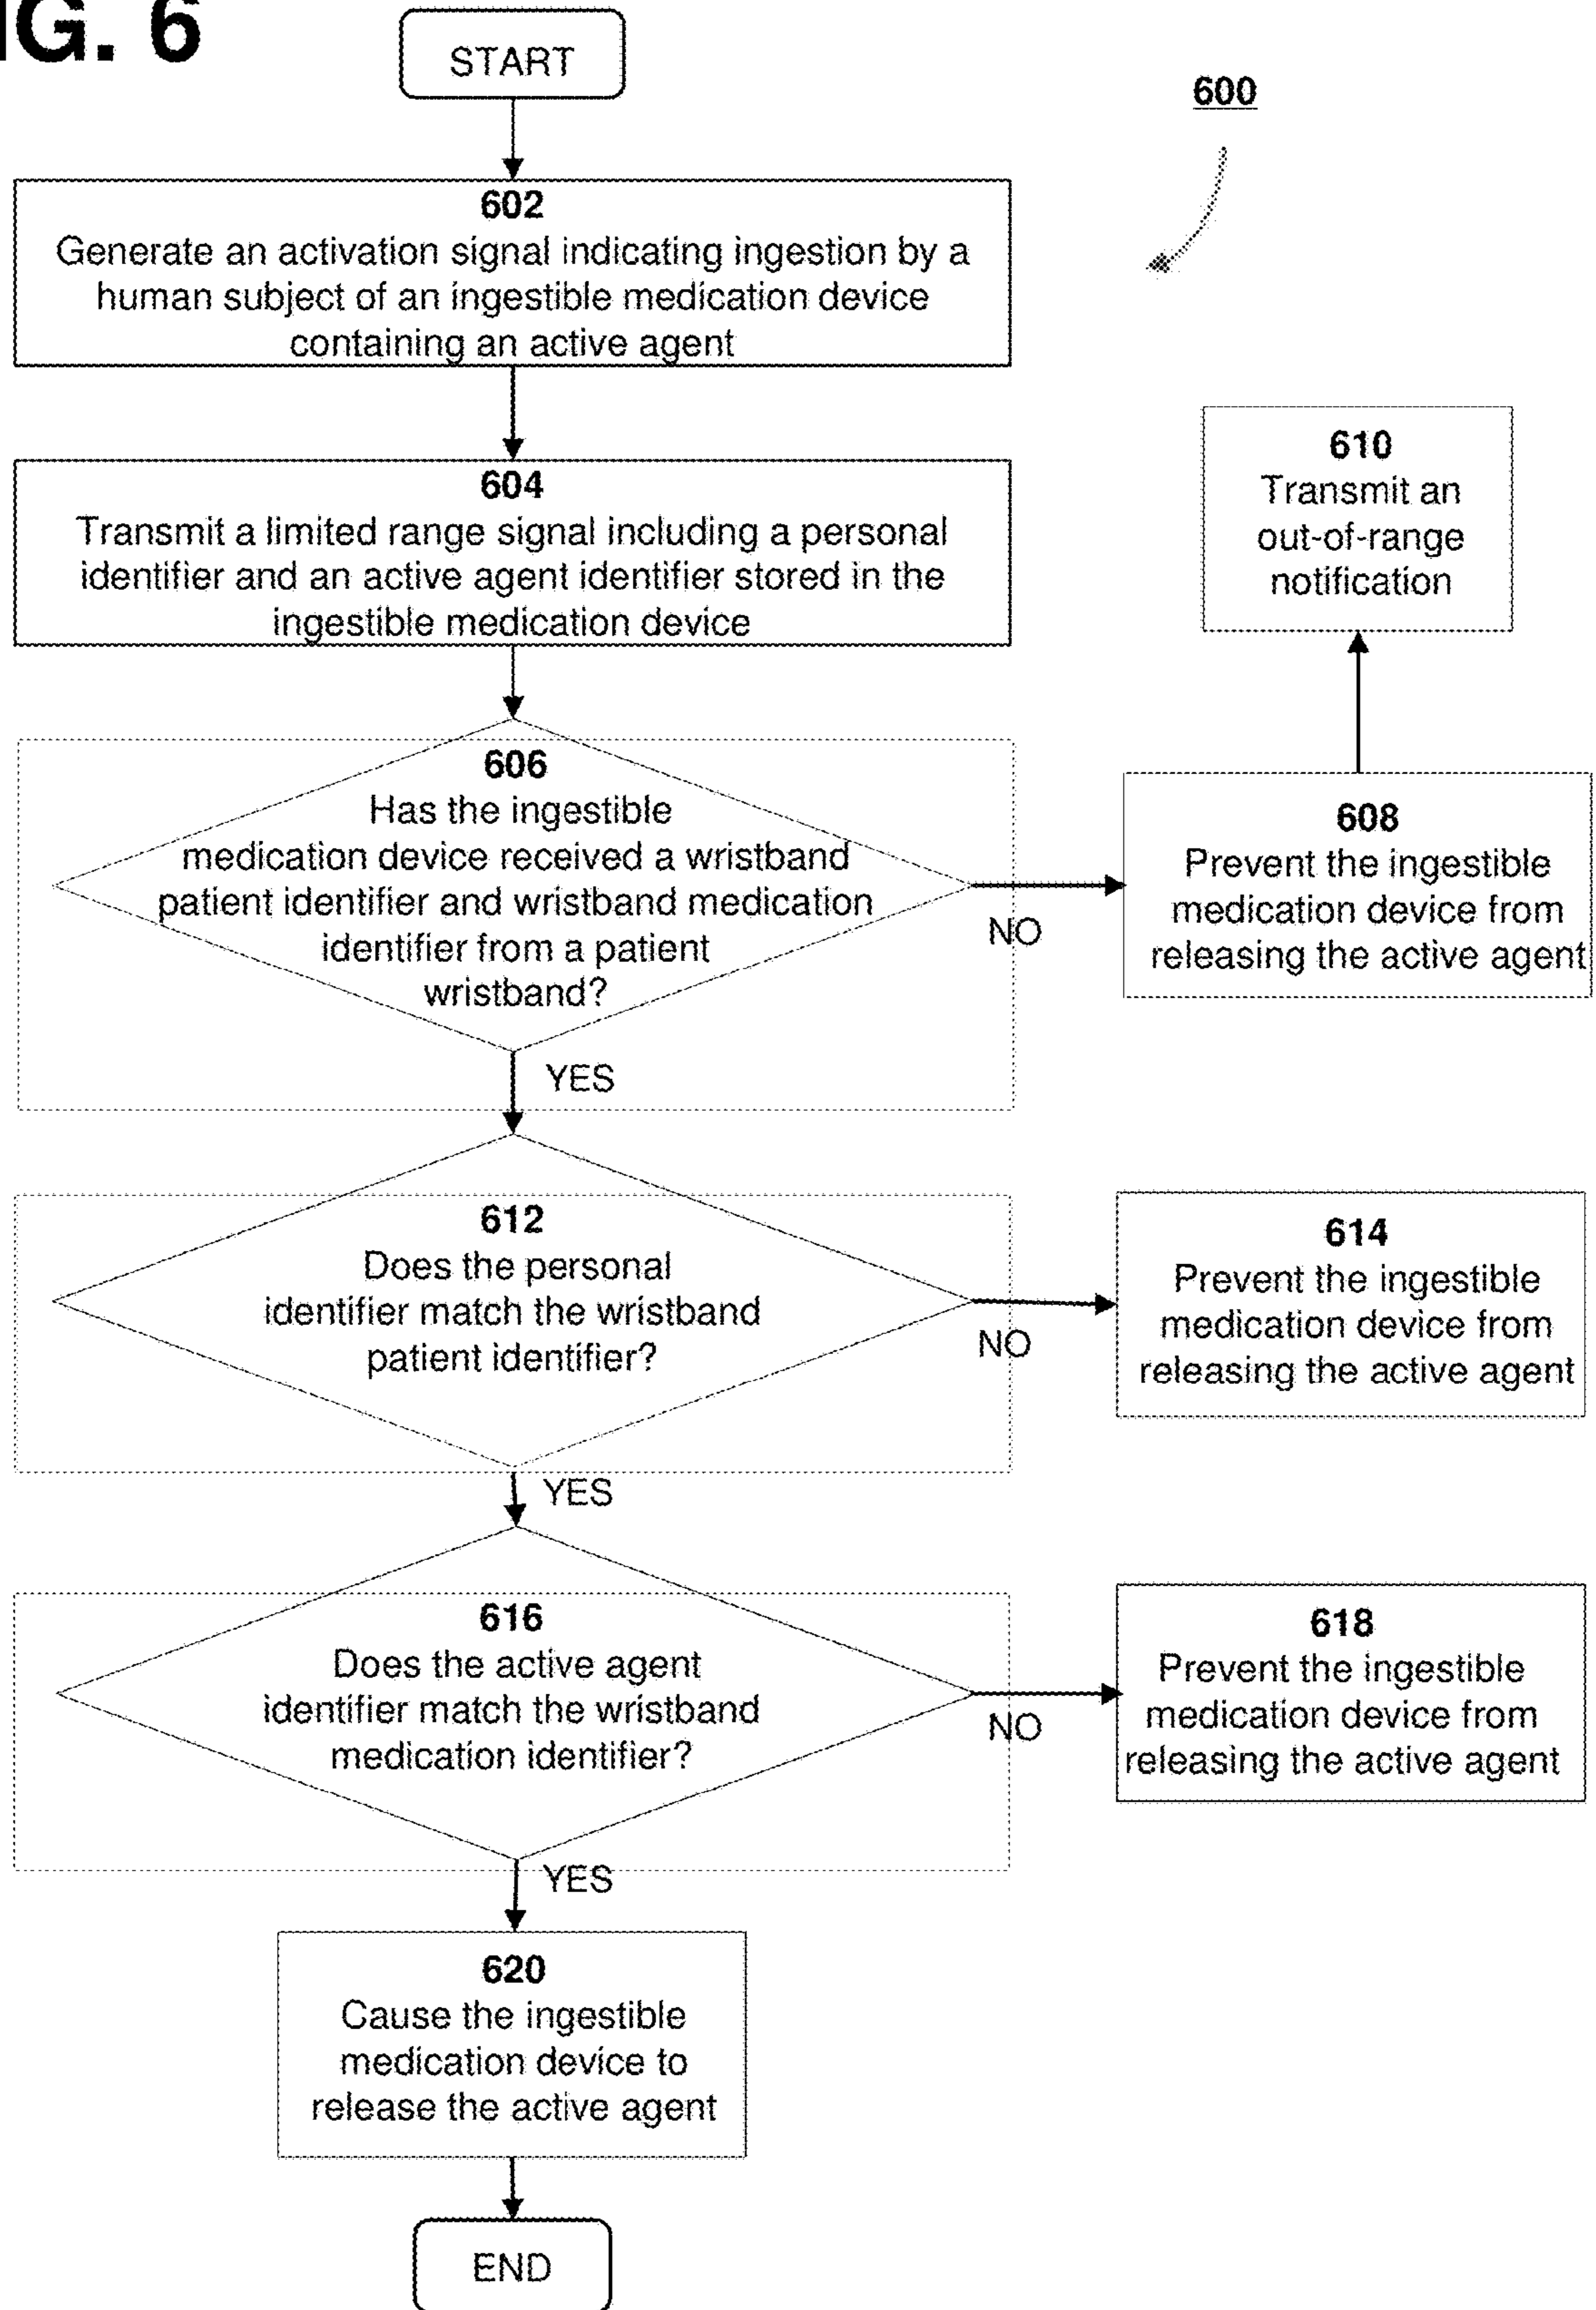 IG. 6
START
600
602
Generate an activation signal indicating ingestion by a
human subject of an ingestible medication device
containing an active agent
604
Transmit a limited range signal including a personal
identifier and an active agent identifier stored in the
ingestible medication device
610
Transmit an
out-of-range
notification
606
Has the ingestible
medication device received a wristband
patient identifier and wristband medication
identifier from a patient
wristband?
NO
608
Prevent the ingestible
medication device from
releasing the active agent
YES
612
Does the personal
identifier match the wristband
patient identifier?
NO
614
Prevent the ingestible
medication device from
releasing the active agent
YES
616
Does the active agent
identifier match the wristband
medication identifier?
NO
618
Prevent the ingestible
medication device from
releasing the active agent
YES
620
Cause the ingestible
medication device to
release the active agent
END